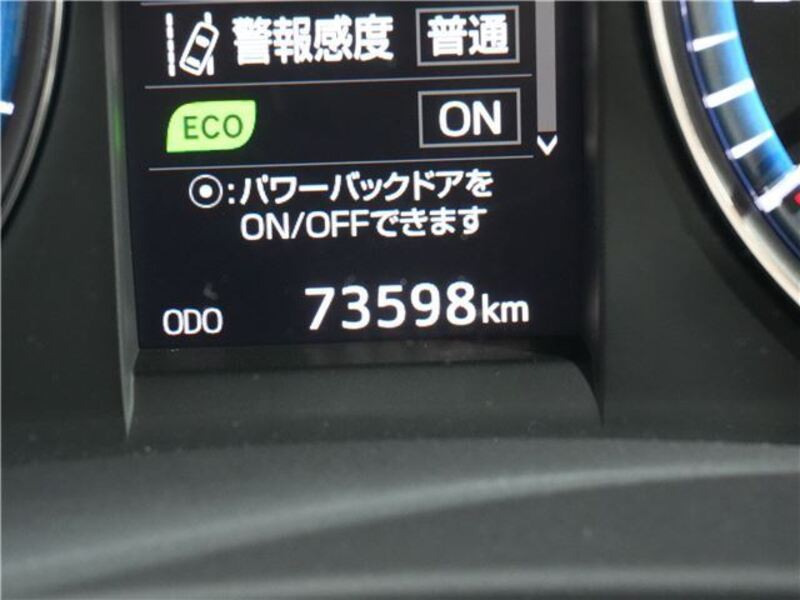 警報感度 普通
ECO ON
⦿:パワーバックドアを
ON/OFFできます
ODO 73598km